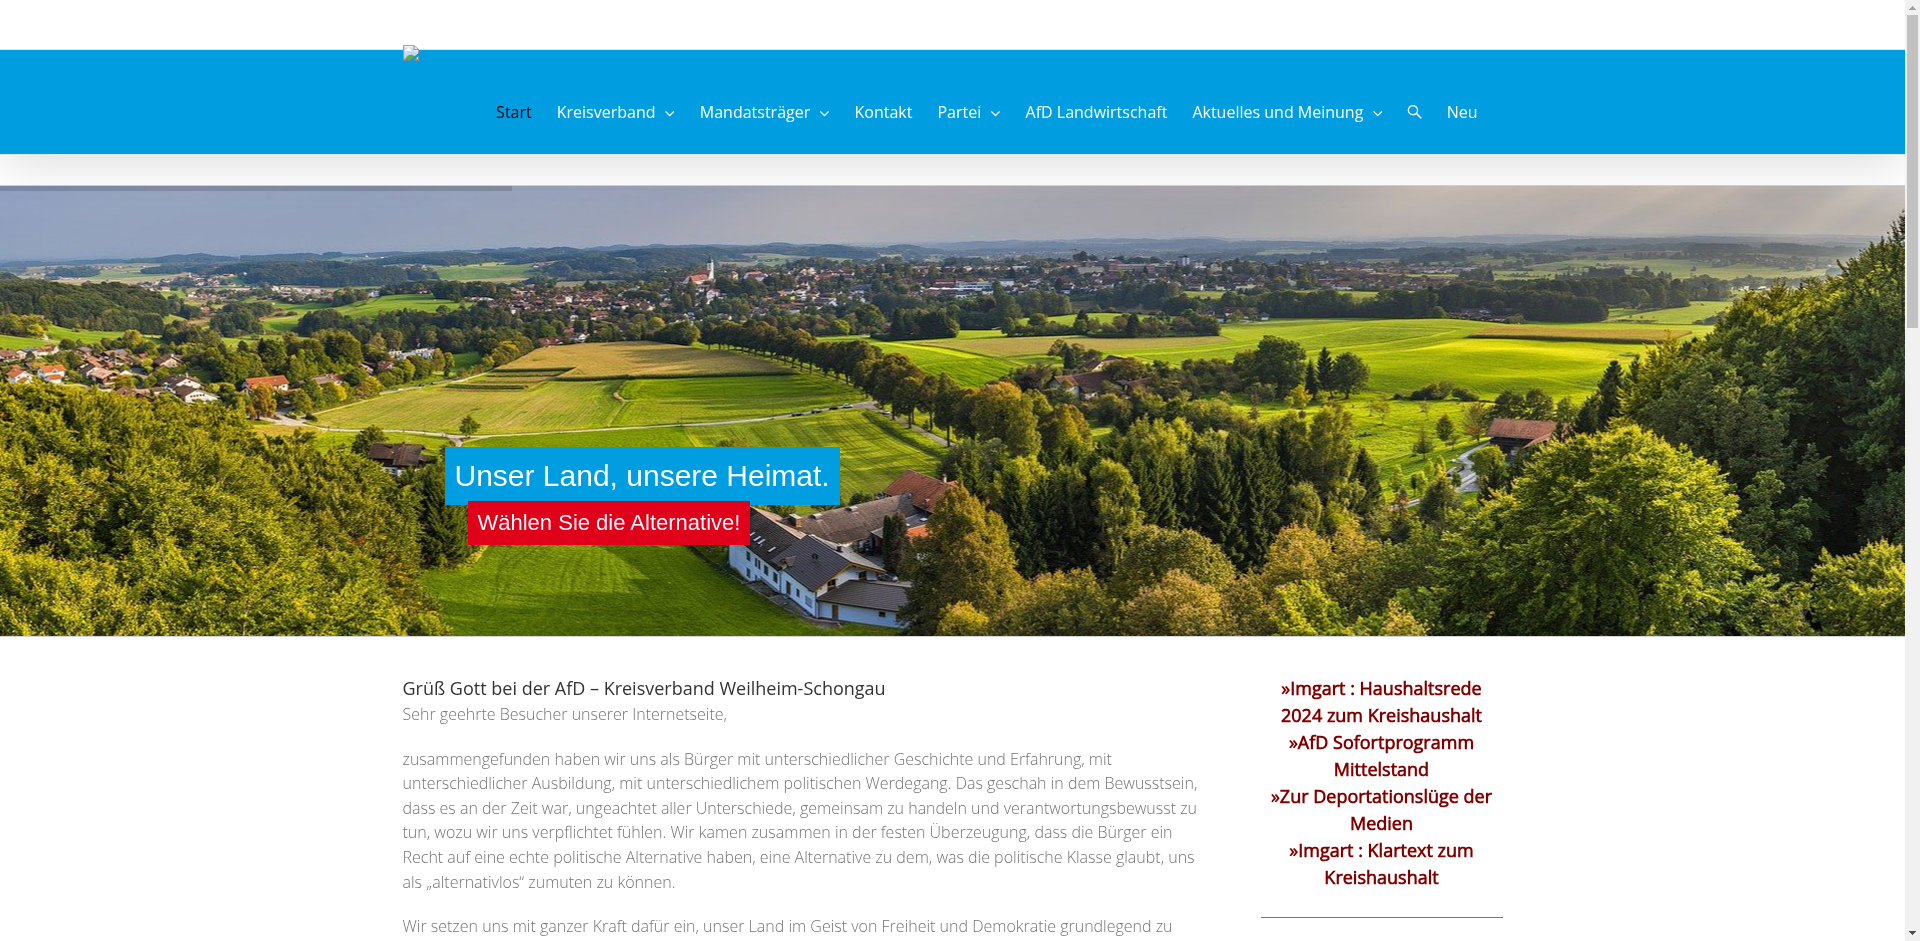 Start Kreisverband Mandatsträger Kontakt Partei AfD Landwirtschaft Aktuelles und Meinung Neu
Unser Land, unsere Heimat.
Wählen Sie die Alternative!
Grüß Gott bei der AfD – Kreisverband Weilheim-Schongau
Sehr geehrte Besucher unserer Internetseite,
zusammengefunden haben wir uns als Bürger mit unterschiedlicher Geschichte und Erfahrung, mit
unterschiedlicher Ausbildung, mit unterschiedlichem politischen Werdegang. Das geschah in dem Bewusstsein,
dass es an der Zeit war, ungeachtet aller Unterschiede, gemeinsam zu handeln und verantwortungsbewusst zu
tun, wozu wir uns verpflichtet fühlen. Wir kamen zusammen in der festen Überzeugung, dass die Bürger ein
Recht auf eine echte politische Alternative haben, eine Alternative zu dem, was die politische Klasse glaubt, uns
als „alternativlos“ zumuten zu können.
Wir setzen uns mit ganzer Kraft dafür ein, unser Land im Geist von Freiheit und Demokratie grundlegend zu
»Imgart : Haushaltsrede
2024 zum Kreishaushalt
»AfD Sofortprogramm
Mittelstand
»Zur Deportationslüge der
Medien
»Imgart : Klartext zum
Kreishaushalt